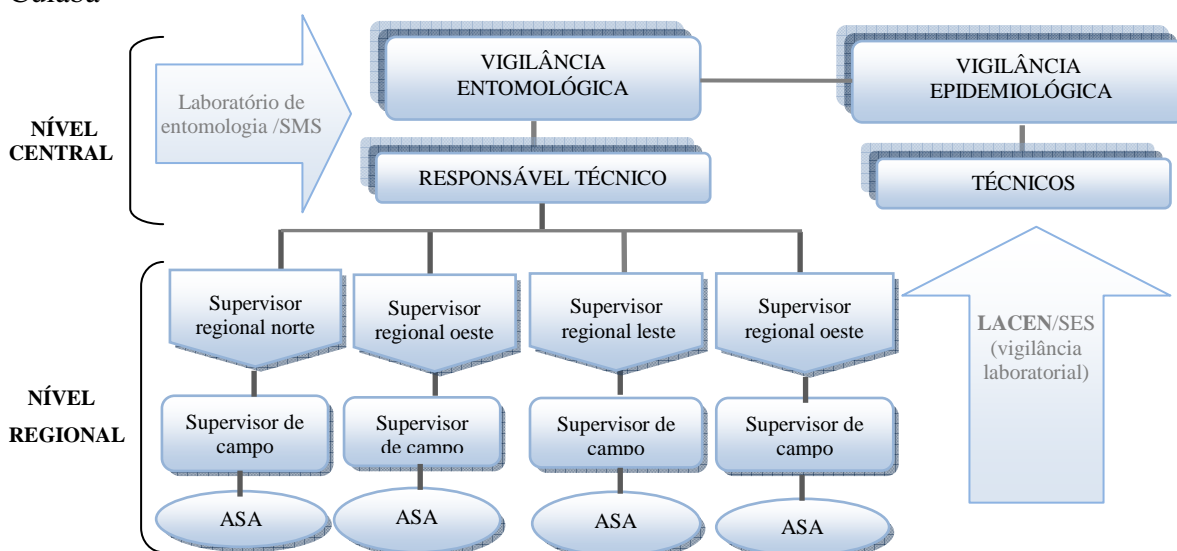 Cuiabá
VIGILÂNCIA
ENTOMOLÓGICA
VIGILÂNCIA
EPIDEMIOLÓGICA
Laboratório de
entomologia /SMS
NÍVEL
CENTRAL
RESPONSÁVEL TÉCNICO
TÉCNICOS
Supervisor
regional norte
Supervisor
regional oeste
Supervisor
regional leste
Supervisor
regional oeste
LACEN/SES
(vigilância
laboratorial)
NÍVEL
REGIONAL
Supervisor de
campo
Supervisor
de campo
Supervisor de
campo
Supervisor de
campo
ASA
ASA
ASA
ASA